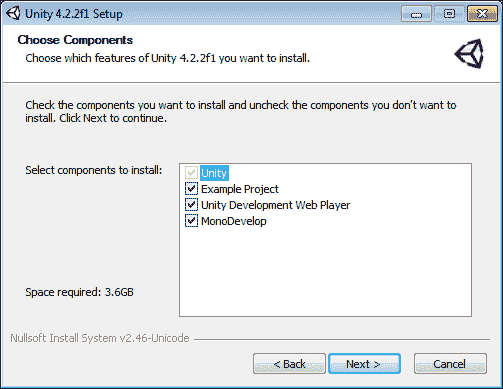 Unity 4.2.2f1 Setup
Choose Components
Choose which features of Unity 4.2.2f1 you want to install.
Check the components you want to install and uncheck the components you don't want to
install. Click Next to continue.
Select components to install:
Unity
Example Project
Unity Development Web Player
MonoDevelop
Space required: 3.6GB
Nullsoft Install System v2.46-Unicode
< Back
Next >
Cancel